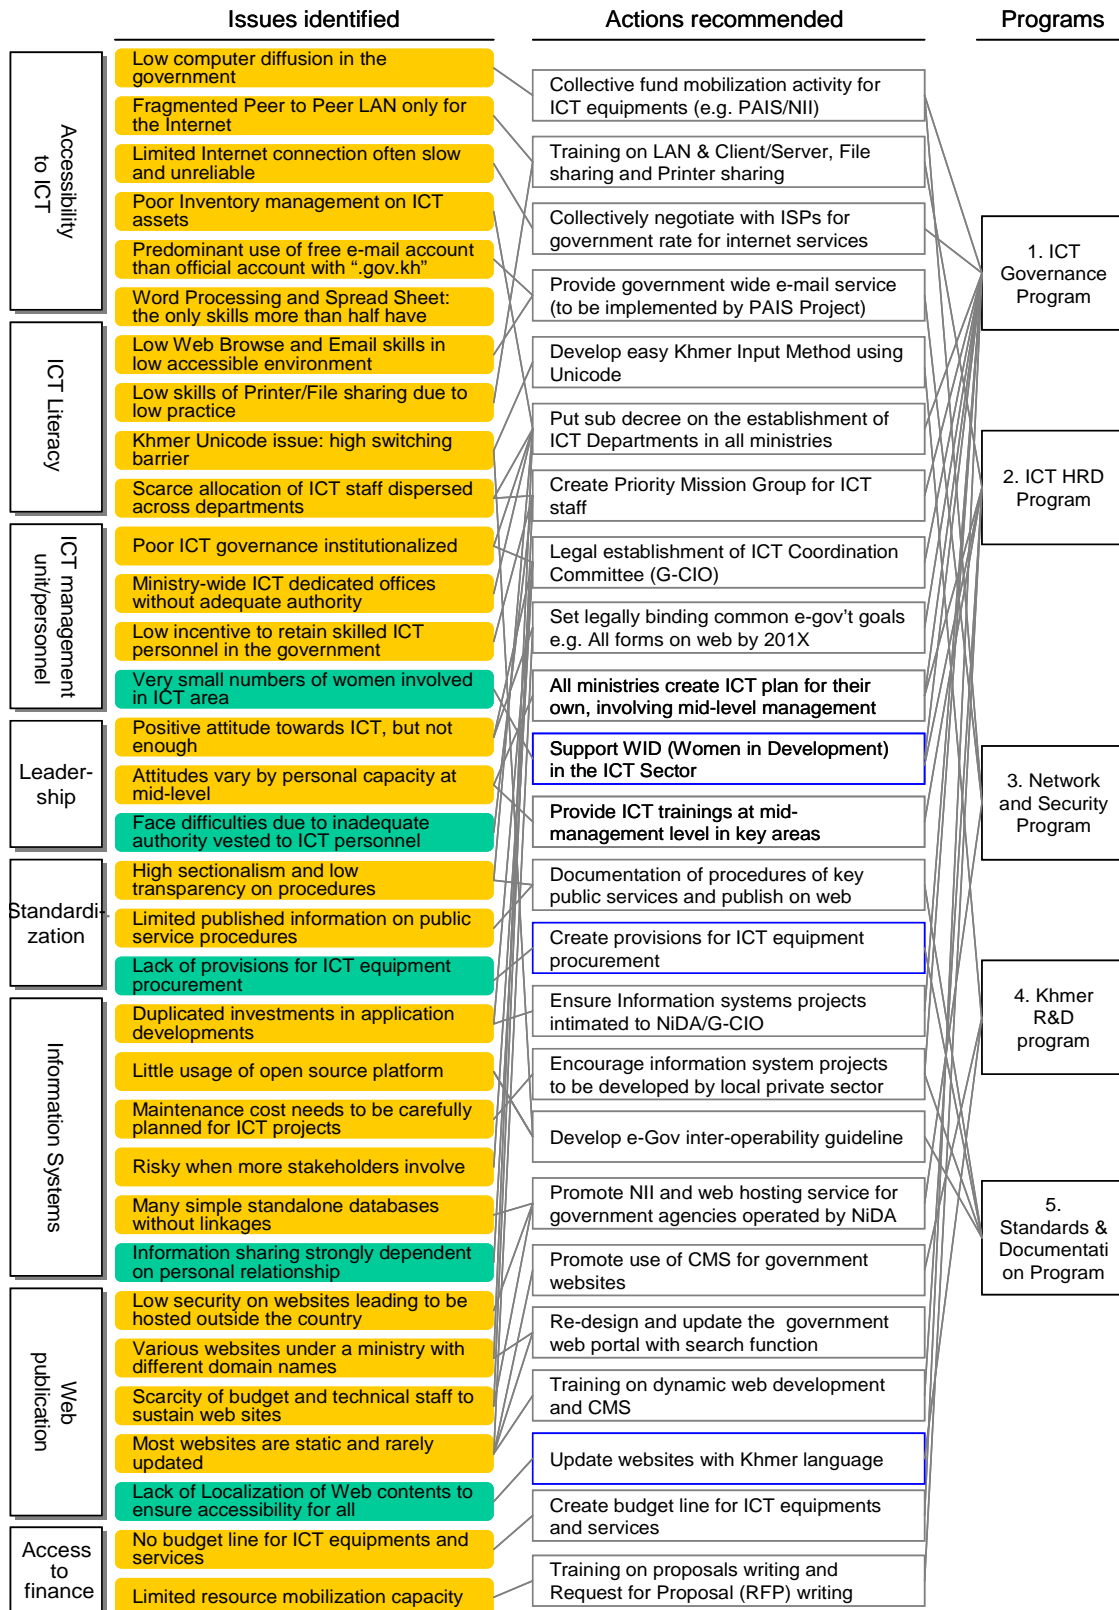 Issues identified
Actions recommended
Programs
Accessibility
to ICT
ICT Literacy
ICT management
unit/personnel
Leader-
ship
Standardi-
zation
Information Systems
Web
publication
Access
to
finance
Low computer diffusion in the
government
Fragmented Peer to Peer LAN only for
the Internet
Limited Internet connection often slow
and unreliable
Poor Inventory management on ICT
assets
Predominant use of free e-mail account
than official account with “.gov.kh”
Word Processing and Spread Sheet:
the only skills more than half have
Low Web Browse and Email skills in
low accessible environment
Low skills of Printer/File sharing due to
low practice
Khmer Unicode issue: high switching
barrier
Scarce allocation of ICT staff dispersed
across departments
Poor ICT governance institutionalized
Ministry-wide ICT dedicated offices
without adequate authority
Low incentive to retain skilled ICT
personnel in the government
Very small numbers of women involved
in ICT area
Positive attitude towards ICT, but not
enough
Attitudes vary by personal capacity at
mid-level
Face difficulties due to inadequate
authority vested to ICT personnel
High sectionalism and low
transparency on procedures
Limited published information on public
service procedures
Lack of provisions for ICT equipment
procurement
Duplicated investments in application
developments
Little usage of open source platform
Maintenance cost needs to be carefully
planned for ICT projects
Risky when more stakeholders involve
Many simple standalone databases
without linkages
Information sharing strongly dependent
on personal relationship
Low security on websites leading to be
hosted outside the country
Various websites under a ministry with
different domain names
Scarcity of budget and technical staff to
sustain web sites
Most websites are static and rarely
updated
Lack of Localization of Web contents to
ensure accessibility for all
No budget line for ICT equipments and
services
Limited resource mobilization capacity
Collective fund mobilization activity for
ICT equipments (e.g. PAIS/NII)
Training on LAN & Client/Server, File
sharing and Printer sharing
Collectively negotiate with ISPs for
government rate for internet services
Provide government wide e-mail service
(to be implemented by PAIS Project)
Develop easy Khmer Input Method using
Unicode
Put sub decree on the establishment of
ICT Departments in all ministries
Create Priority Mission Group for ICT
staff
Legal establishment of ICT Coordination
Committee (G-CIO)
Set legally binding common e-gov’t goals
e.g. All forms on web by 201X
All ministries create ICT plan for their
own, involving mid-level management
Support WID (Women in Development)
in the ICT Sector
Provide ICT trainings at mid-
management level in key areas
Documentation of procedures of key
public services and publish on web
Create provisions for ICT equipment
procurement
Ensure Information systems projects
intimated to NiDA/G-CIO
Encourage information system projects
to be developed by local private sector
Develop e-Gov inter-operability guideline
Promote NII and web hosting service for
government agencies operated by NiDA
Promote use of CMS for government
websites
Re-design and update the  government
web portal with search function
Training on dynamic web development
and CMS
Update websites with Khmer language
Create budget line for ICT equipments
and services
Training on proposals writing and
Request for Proposal (RFP) writing
1. ICT
Governance
Program
2. ICT HRD
Program
3. Network
and Security
Program
4. Khmer
R&D
program
5.
Standards &
Documentati
on Program